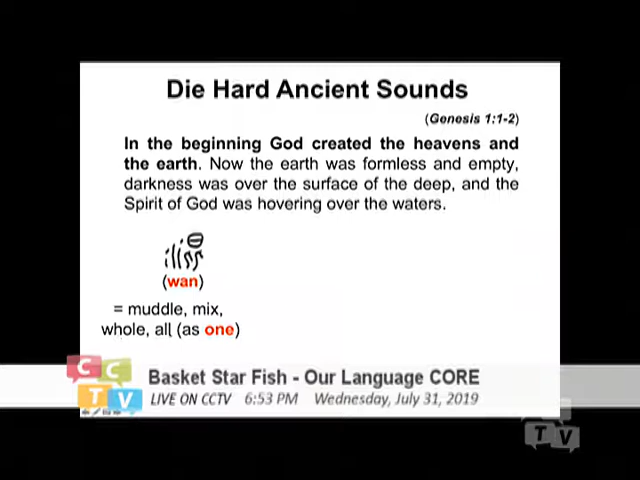 Die Hard Ancient Sounds
(Genesis 1:1-2)
In the beginning God created the heavens and
the earth. Now the earth was formless and empty,
darkness was over the surface of the deep, and the
Spirit of God was hovering over the waters.
(wan)
= muddle, mix,
whole, all (as one)
CC
TV
Basket Star Fish - Our Language CORE
LIVE ON CCTV 6:53 PM Wednesday, July 31, 2019
TV